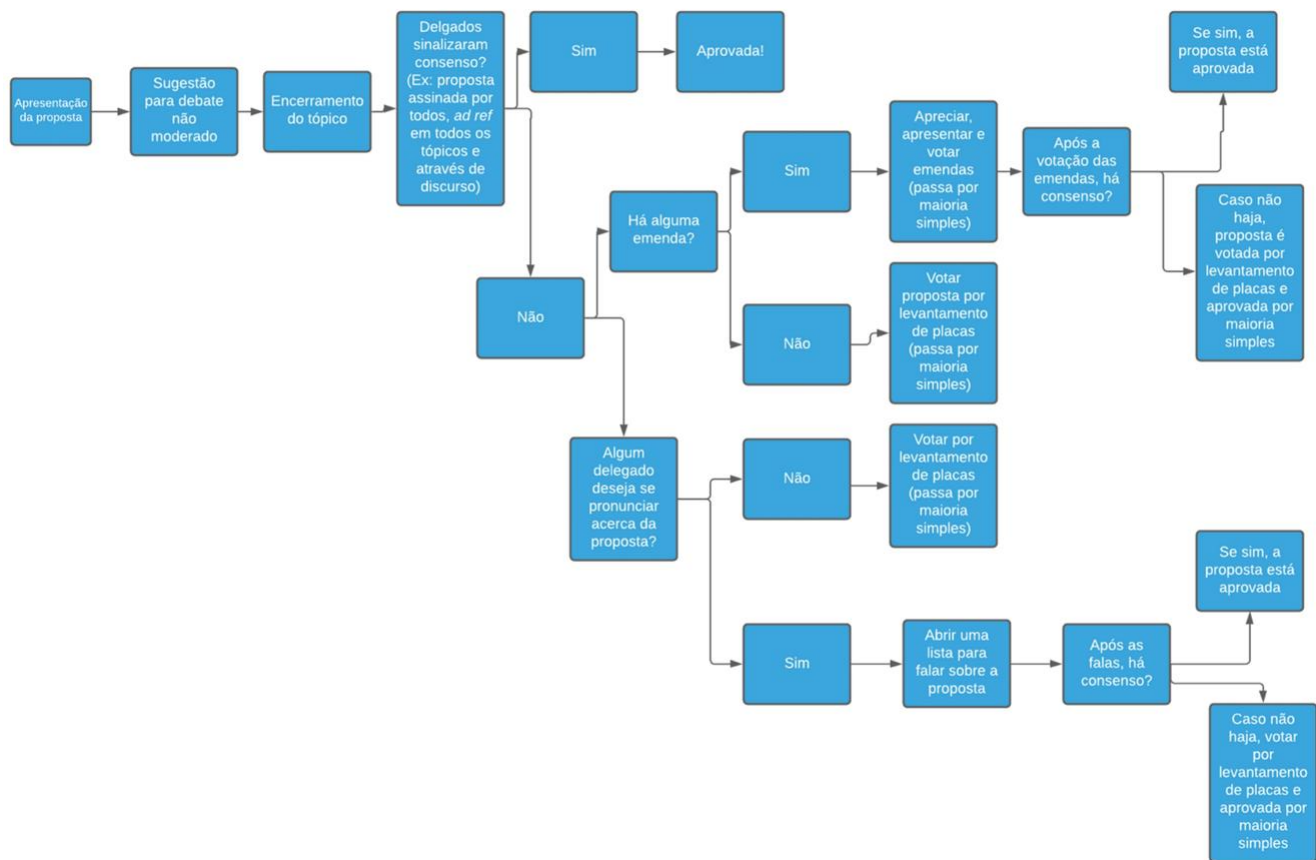 Apresentação
da proposta
Sugestão
para debate
não
moderado
Encerramento
do tópico
Delgados
sinalizaram
consenso?
(Ex: proposta
assinada por
todos, ad ref
em todos os
tópicos e
através de
discurso)
Sim
Aprovada!
Não
Há alguma
emenda?
Sim
Apreciar,
apresentar e
votar
emendas
(passa por
maioria
simples)
Após a
votação das
emendas, há
consenso?
Se sim, a
proposta está
aprovada
Caso não
haja,
proposta é
votada por
levantamento
de placas e
aprovada por
maioria
simples
Não
Votar
proposta por
levantamento
de placas
(passa por
maioria
simples)
Algum
delegado
deseja se
pronunciar
acerca da
proposta?
Não
Votar por
levantamento
de placas
(passa por
maioria
simples)
Sim
Abrir uma
lista para
falar sobre a
proposta
Após as
falas, há
consenso?
Se sim, a
proposta está
aprovada
Caso não
haja, votar
por
levantamento
de placas e
aprovada por
maioria
simples